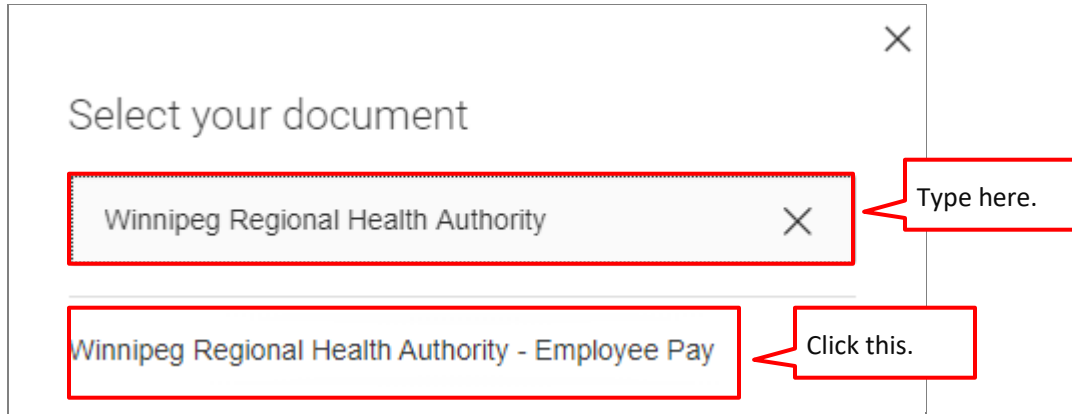 Select your document
Winnipeg Regional Health Authority
Type here.
Winnipeg Regional Health Authority - Employee Pay
Click this.